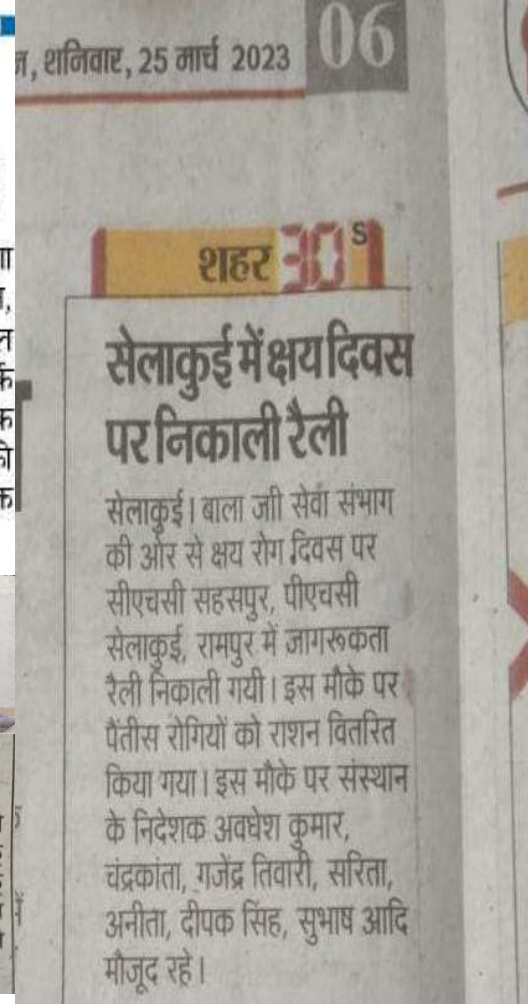 शनिवार, 25 मार्च 2023
06
शहर 30 S
सेलाकुई में क्षय दिवस
पर निकाली रैली
सेलाकुई। बाला जी सेवा संभाग
की ओर से क्षय रोग दिवस पर
सीएचसी सहसपुर, पीएचसी
सेलाकुई, रामपुर में जागरूकता
रैली निकाली गयी। इस मौके पर
पैंतीस रोगियों को राशन वितरित
किया गया। इस मौके पर संस्थान
के निदेशक अवधेश कुमार,
चंद्रकांता, गजेंद्र तिवारी, सरिता,
अनीता, दीपक सिंह, सुभाष आदि
मौजूद रहे।